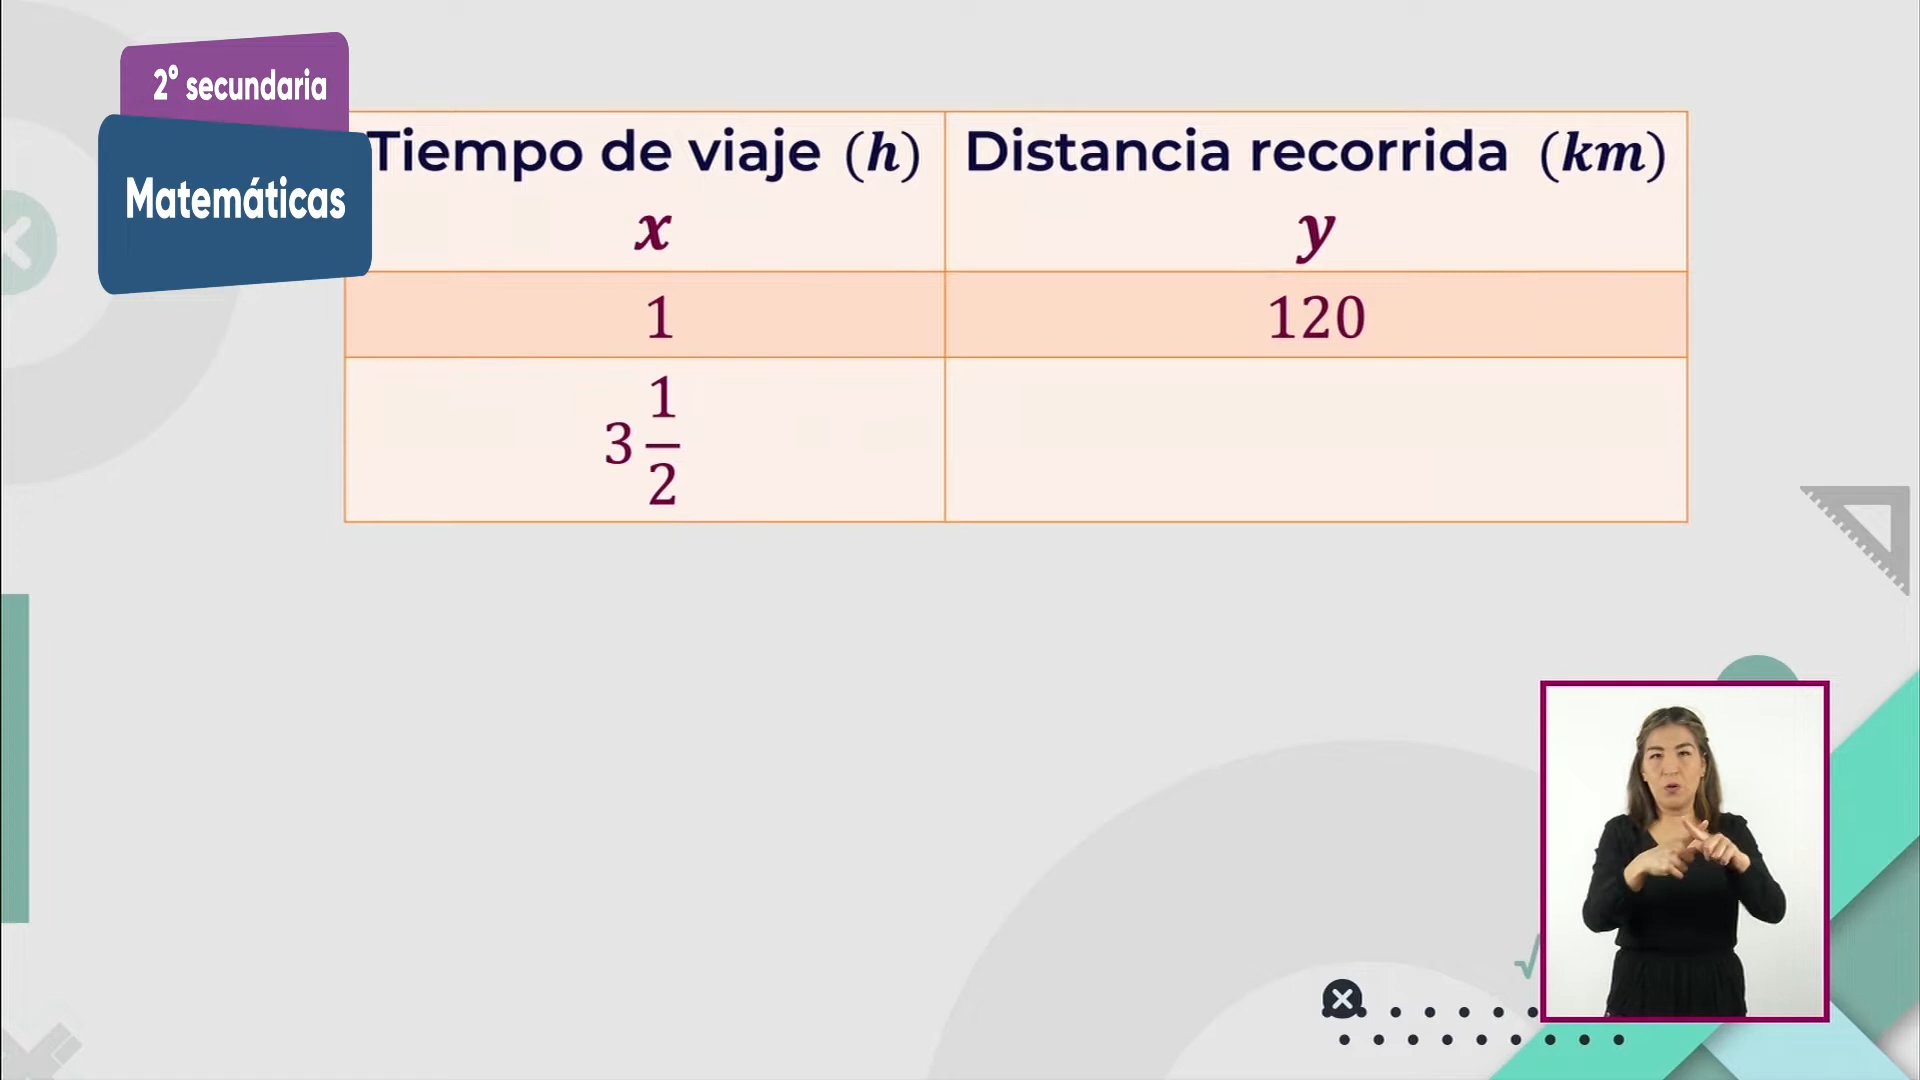 2° secundaria
Matemáticas
Tiempo de viaje (h)
x
Distancia recorrida (km)
y
1
120
3 1/2